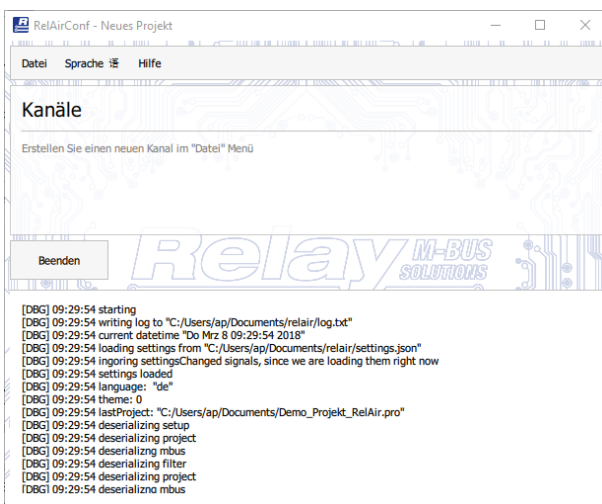 RelAirConf - Neues Projekt
Datei Sprache 语 Hilfe
Kanäle
Erstellen Sie einen neuen Kanal im "Datei" Menü
Beenden
Relay M-BUS SOLUTIONS
[DBG] 09:29:54 starting
[DBG] 09:29:54 writing log to "C:/Users/ap/Documents/relair/log.txt"
[DBG] 09:29:54 current datetime "Do Mrz 8 09:29:54 2018"
[DBG] 09:29:54 loading settings from "C:/Users/ap/Documents/relair/settings.json"
[DBG] 09:29:54 ingoring settingsChanged signals, since we are loading them right now
[DBG] 09:29:54 settings loaded
[DBG] 09:29:54 language: "de"
[DBG] 09:29:54 theme: 0
[DBG] 09:29:54 lastProject: "C:/Users/ap/Documents/Demo_Projekt_RelAir.pro"
[DBG] 09:29:54 deserializing setup
[DBG] 09:29:54 deserializing project
[DBG] 09:29:54 deserializng mbus
[DBG] 09:29:54 deserializing filter
[DBG] 09:29:54 deserializing project
[DBG] 09:29:54 deserializng mbus